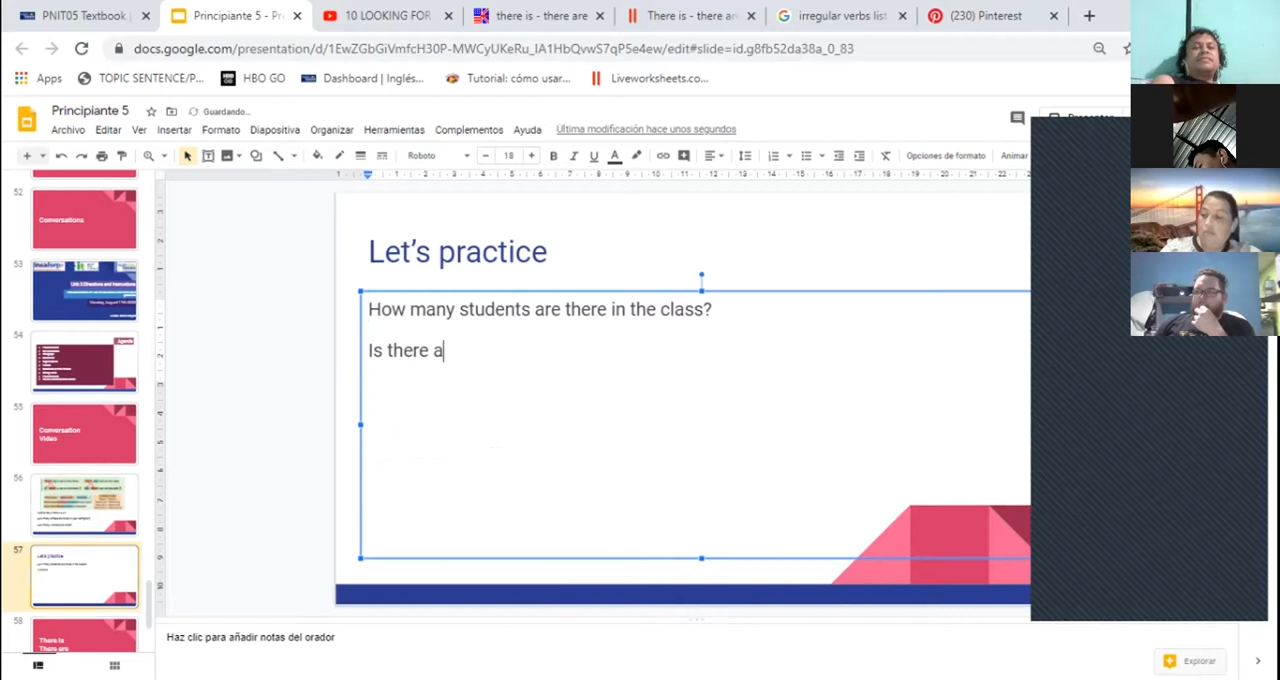 PNIT05 Textbook
Principiante 5 - P
10 LOOKING FOR
there is - there are
There is - there ar
irregular verbs list
(230) Pinterest
docs.google.com/presentation/d/1EwZGbGiVmfcH30P-MWCyUKeRu_IA1HbQvwS7qP5e4ew/edit#slide=id.g8fb52da38a_0_83
Apps
TOPIC SENTENCE/P...
HBO GO
Dashboard | Inglés...
Tutorial: cómo usar...
Liveworksheets.co...
Principiante 5
Guardando...
Archivo Editar Ver Insertar Formato Diapositiva Organizar Herramientas Complementos Ayuda
Última modificación hace unos segundos
Roboto
18
Opciones de formato
Animar
52
Conversations
53
54
Agenda
55
Conversation
Video
56
57
58
There is
There are
Let's practice
How many students are there in the class?
Is there a
Haz clic para añadir notas del orador
Explorar